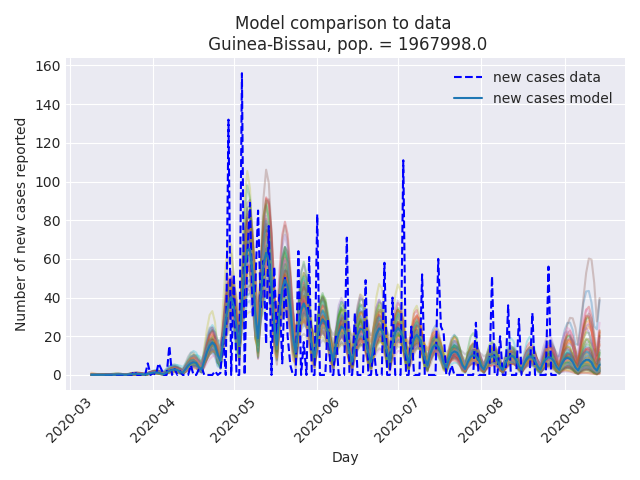 Model comparison to data
Guinea-Bissau, pop. = 1967998.0
new cases data
new cases model
Number of new cases reported
160
140
120
100
80
60
40
20
0
2020-03
2020-04
2020-05
2020-06
2020-07
2020-08
2020-09
Day